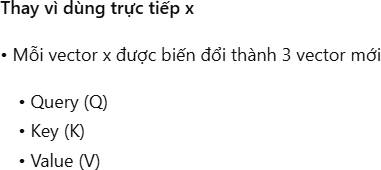 Thay vì dùng trực tiếp x
• Mỗi vector x được biến đổi thành 3 vector mới
• Query (Q)
• Key (K)
• Value (V)